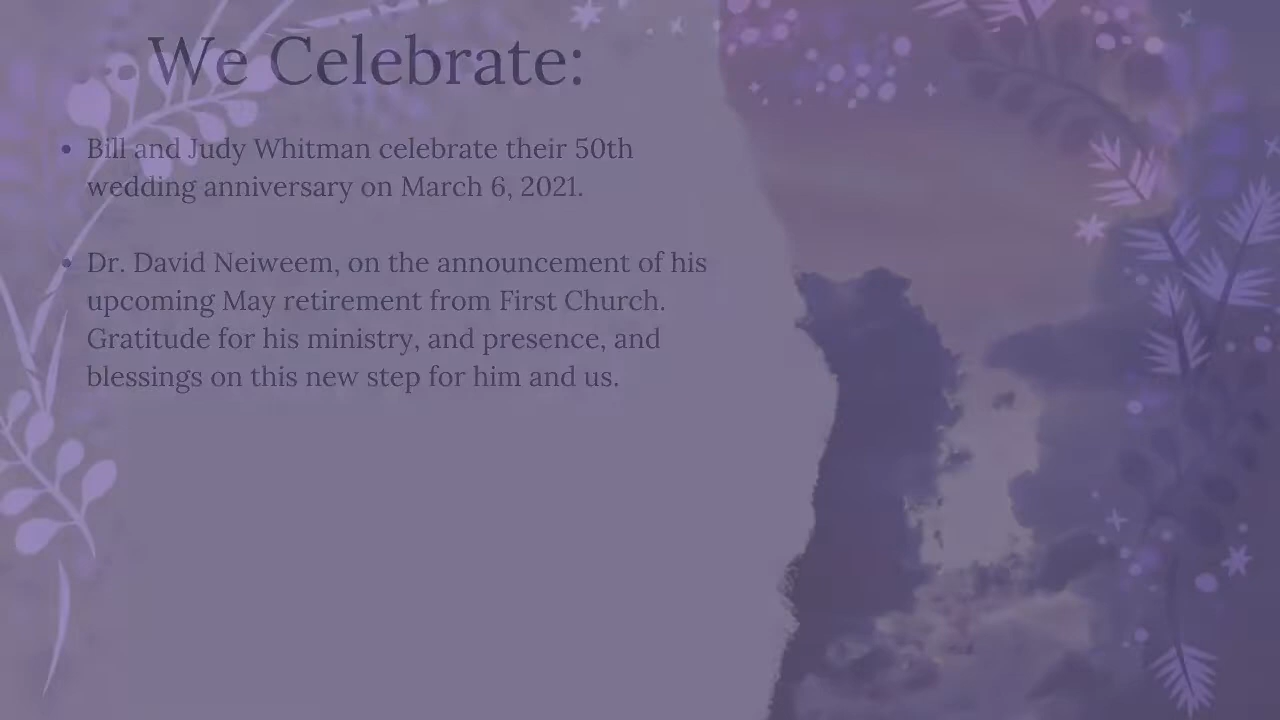 We Celebrate:
• Bill and Judy Whitman celebrate their 50th
wedding anniversary on March 6, 2021.
• Dr. David Neiweem, on the announcement of his
upcoming May retirement from First Church.
Gratitude for his ministry, and presence, and
blessings on this new step for him and us.